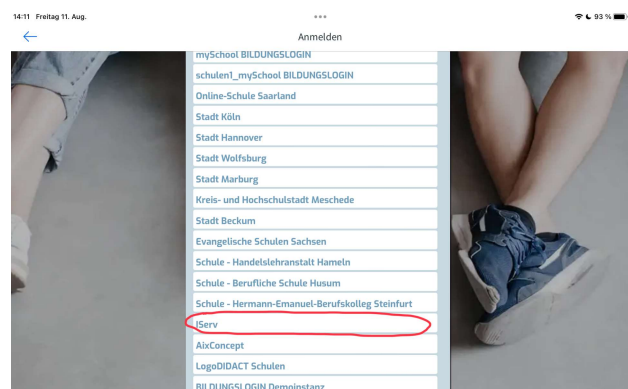 14:11 Freitag 11. Aug.
93 %
Anmelden
mySchool BILDUNGSLOGIN
schulen1_mySchool BILDUNGSLOGIN
Online-Schule Saarland
Stadt Köln
Stadt Hannover
Stadt Wolfsburg
Stadt Marburg
Kreis- und Hochschulstadt Meschede
Stadt Beckum
Evangelische Schulen Sachsen
Schule - Handelslehranstalt Hameln
Schule - Berufliche Schule Husum
Schule - Hermann-Emanuel-Berufskolleg Steinfurt
IServ
AixConcept
LogoDIDACT Schulen
BILDUNGSLOGIN Demoinstanz